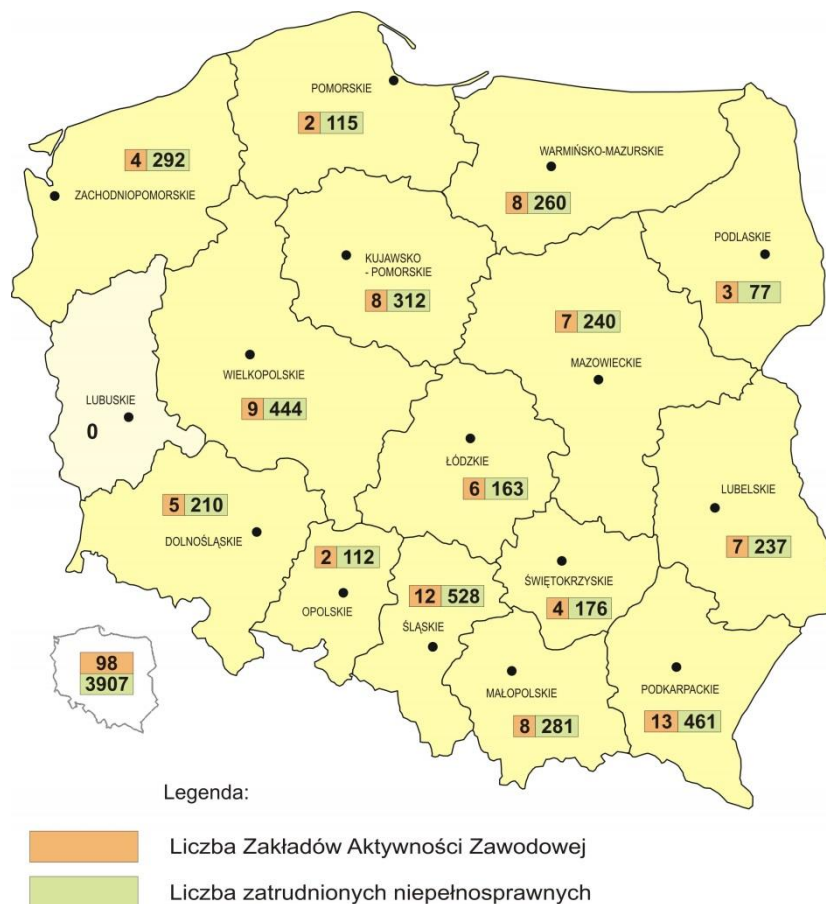 POMORSKIE
2 115
4 292
ZACHODNIOPOMORSKIE
WARMIŃSKO-MAZURSKIE
8 260
PODLASKIE
3 77
KUJAWSKO
- POMORSKIE
8 312
7 240
MAZOWIECKIE
WIELKOPOLSKIE
9 444
LUBUSKIE
0
ŁÓDZKIE
6 163
LUBELSKIE
7 237
5 210
DOLNOŚLĄSKIE
2 112
OPOLSKIE
12 528
ŚLĄSKIE
ŚWIĘTOKRZYSKIE
4 176
MAŁOPOLSKIE
8 281
PODKARPACKIE
13 461
98
3907
Legenda:
Liczba Zakładów Aktywności Zawodowej
Liczba zatrudnionych niepełnosprawnych